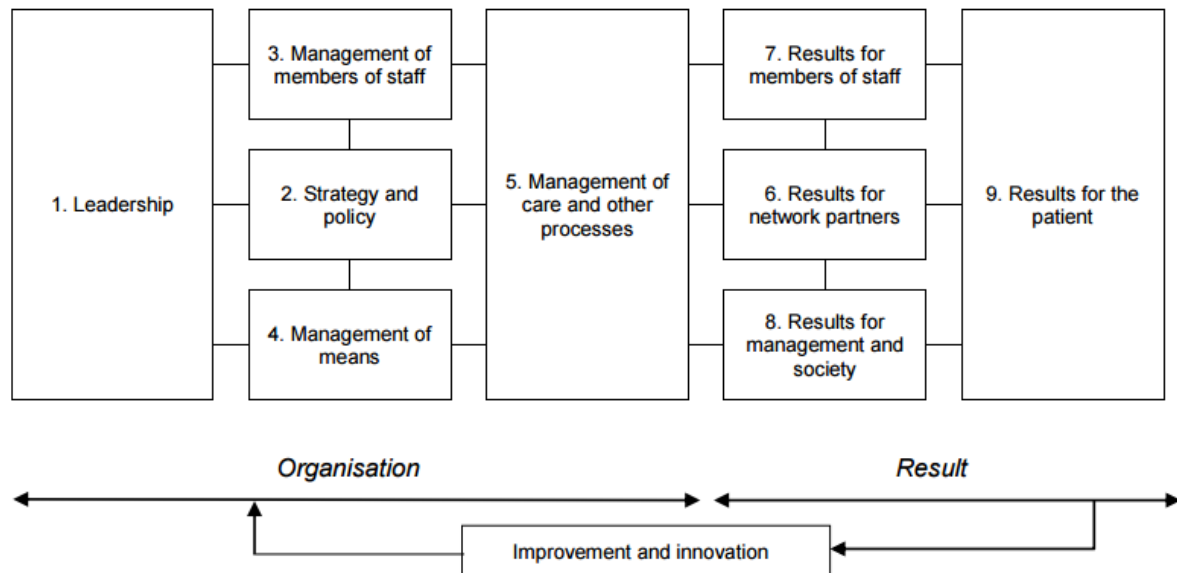 1. Leadership
3. Management of
members of staff
2. Strategy and
policy
4. Management of
means
5. Management of
care and other
processes
7. Results for
members of staff
6. Results for
network partners
8. Results for
management and
society
9. Results for the
patient
Organisation
Result
Improvement and innovation